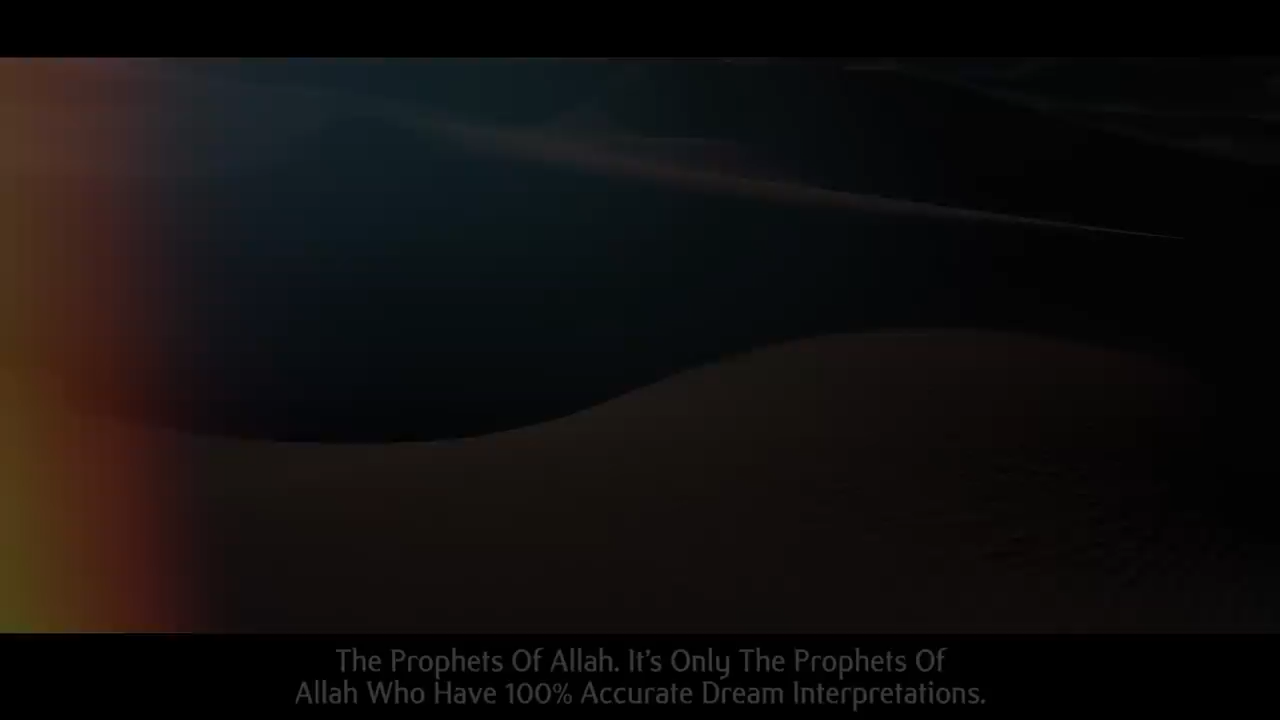 The Prophets Of Allah. It's Only The Prophets Of
Allah Who Have 100% Accurate Dream Interpretations.